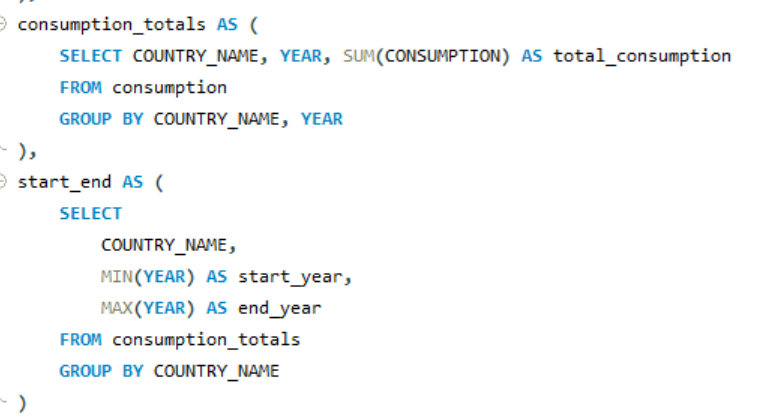 consumption_totals AS (
SELECT COUNTRY_NAME, YEAR, SUM(CONSUMPTION) AS total_consumption
FROM consumption
GROUP BY COUNTRY_NAME, YEAR
),
start_end AS (
SELECT
COUNTRY_NAME,
MIN(YEAR) AS start_year,
MAX(YEAR) AS end_year
FROM consumption_totals
GROUP BY COUNTRY_NAME
)